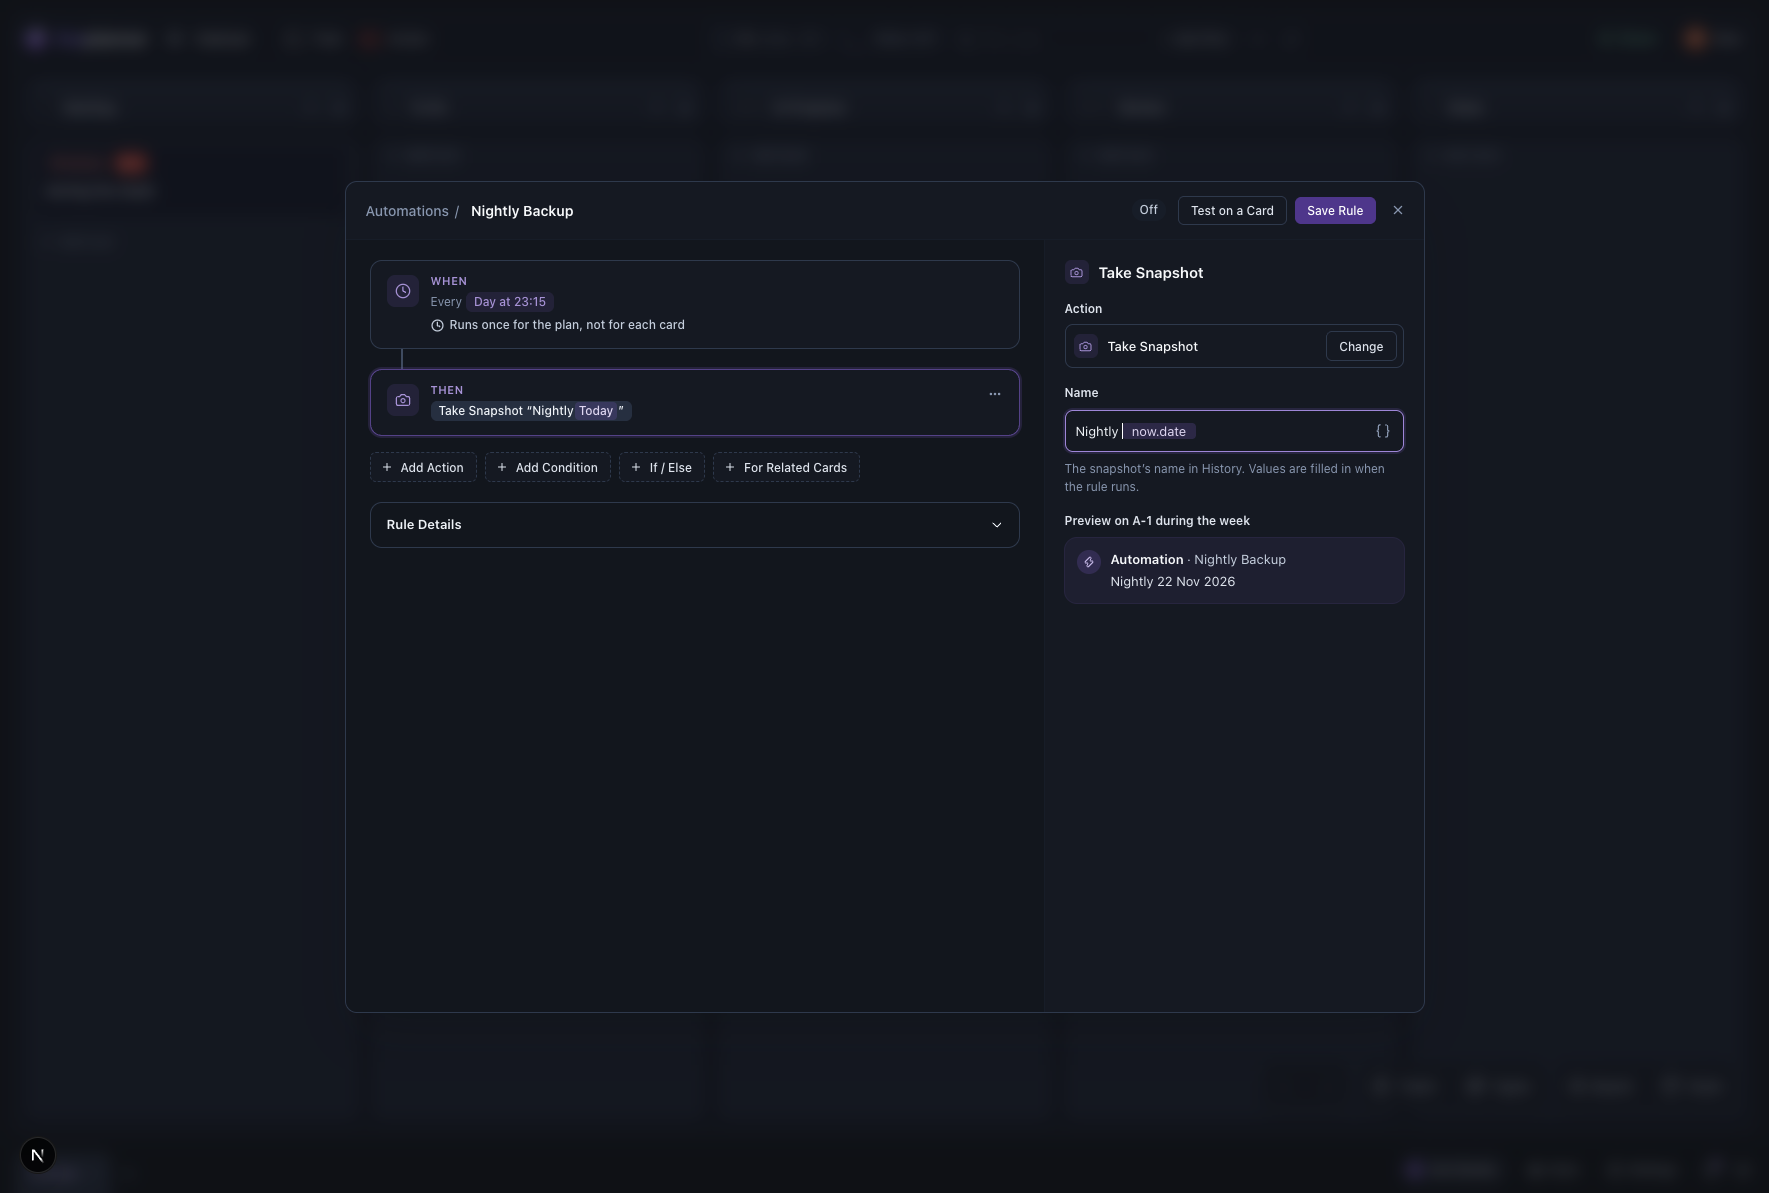 Automations / Nightly Backup
Off
Test on a Card
Save Rule
WHEN
Every Day at 23:15
Runs once for the plan, not for each card
THEN
Take Snapshot “Nightly Today ”
Add Action
Add Condition
If / Else
For Related Cards
Rule Details
Take Snapshot
Action
Take Snapshot
Change
Name
Nightly now.date
{ }
The snapshot's name in History. Values are filled in when
the rule runs.
Preview on A-1 during the week
Automation · Nightly Backup
Nightly 22 Nov 2026
N